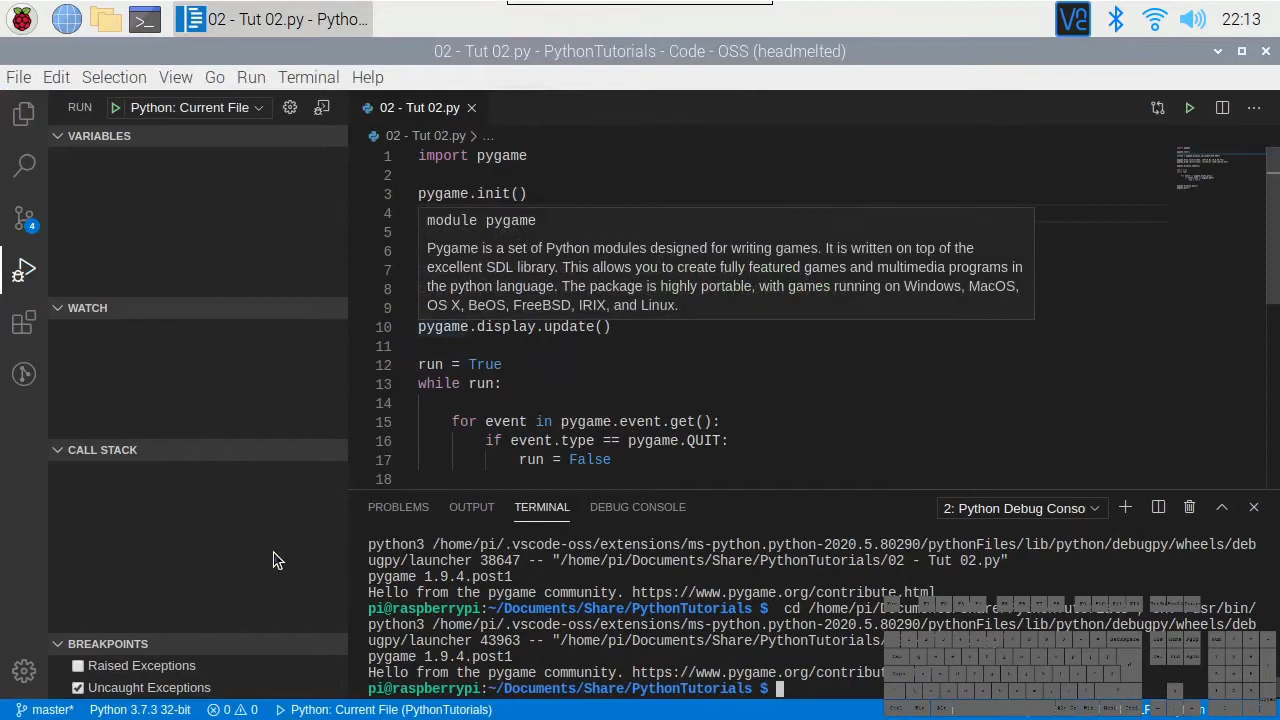 02 - Tut 02.py - Pytho... 22:13
02 - Tut 02.py - PythonTutorials - Code - OSS (headmelted)
File Edit Selection View Go Run Terminal Help
RUN Python: Current File 02 - Tut 02.py
VARIABLES
02 - Tut 02.py > ...
1 import pygame
2
3 pygame.init()
4
module pygame
5
Pygame is a set of Python modules designed for writing games. It is written on top of the
6
excellent SDL library. This allows you to create fully featured games and multimedia programs in
7
the python language. The package is highly portable, with games running on Windows, MacOS,
8
OS X, BeOS, FreeBSD, IRIX, and Linux.
9
10 pygame.display.update()
11
12 run = True
13 while run:
14
15 for event in pygame.event.get():
16 if event.type == pygame.QUIT:
17 run = False
18
WATCH
CALL STACK
BREAKPOINTS
Raised Exceptions
Uncaught Exceptions
4
PROBLEMS OUTPUT TERMINAL DEBUG CONSOLE 2: Python Debug Conso
python3 /home/pi/.vscode-oss/extensions/ms-python.python-2020.5.80290/pythonFiles/lib/python/debugpy/wheels/deb
ugpy/launcher 38647 -- "/home/pi/Documents/Share/PythonTutorials/02 - Tut 02.py"
pygame 1.9.4.post1
Hello from the pygame community. https://www.pygame.org/contribute.html
pi@raspberrypi:~/Documents/Share/PythonTutorials $ cd /home/pi/
python3 /home/pi/.vscode-oss/extensions/ms-python.python-2020.5.80290/pythonFiles/lib/python/debugpy/wheels/deb
ugpy/launcher 43963 -- "/home/pi/Documents/Share/PythonTutorials/
pygame 1.9.4.post1
Hello from the pygame community. https://www.pygame.org/contribute
pi@raspberrypi:~/Documents/Share/PythonTutorials $
master* Python 3.7.3 32-bit 0 0 Python: Current File (PythonTutorials)